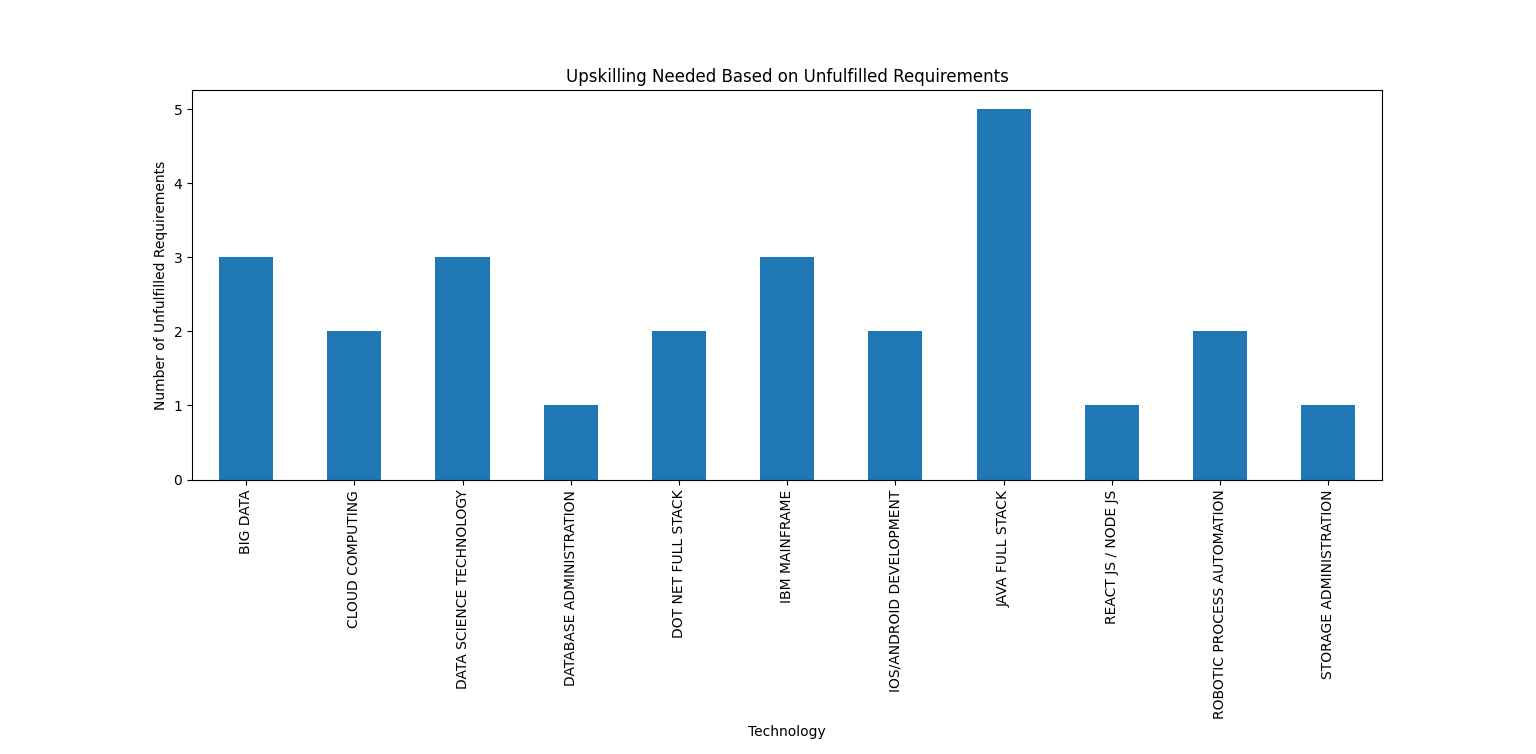 Upskilling Needed Based on Unfulfilled Requirements
Number of Unfulfilled Requirements
5
4
3
2
1
0
BIG DATA
CLOUD COMPUTING
DATA SCIENCE TECHNOLOGY
DATABASE ADMINISTRATION
DOT NET FULL STACK
IBM MAINFRAME
IOS/ANDROID DEVELOPMENT
JAVA FULL STACK
REACT JS / NODE JS
ROBOTIC PROCESS AUTOMATION
STORAGE ADMINISTRATION
Technology